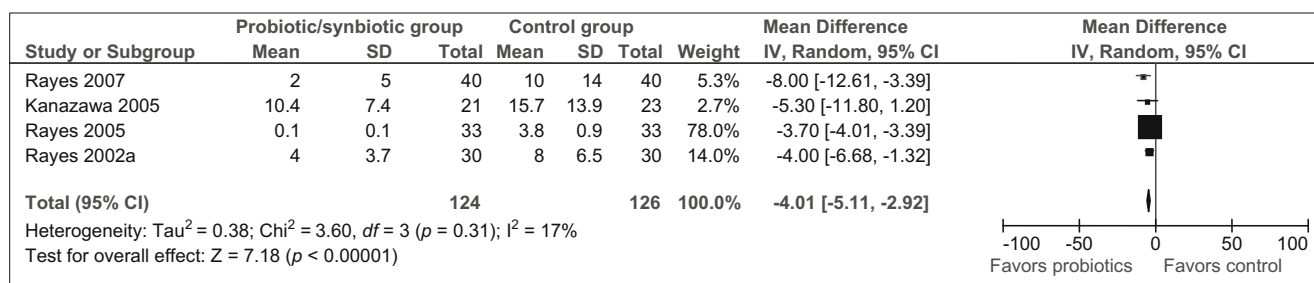 Probiotic/synbiotic group Control group Mean Difference Mean Difference
Study or Subgroup Mean SD Total Mean SD Total Weight IV, Random, 95% CI IV, Random, 95% CI
Rayes 2007 2 5 40 10 14 40 5.3% -8.00 [-12.61, -3.39]
Kanazawa 2005 10.4 7.4 21 15.7 13.9 23 2.7% -5.30 [-11.80, 1.20]
Rayes 2005 0.1 0.1 33 3.8 0.9 33 78.0% -3.70 [-4.01, -3.39]
Rayes 2002a 4 3.7 30 8 6.5 30 14.0% -4.00 [-6.68, -1.32]
Total (95% CI) 124 126 100.0% -4.01 [-5.11, -2.92]
Heterogeneity: Tau² = 0.38; Chi² = 3.60, df = 3 (p = 0.31); I² = 17%
Test for overall effect: Z = 7.18 (p < 0.00001)
-100 -50 0 50 100
Favors probiotics Favors control